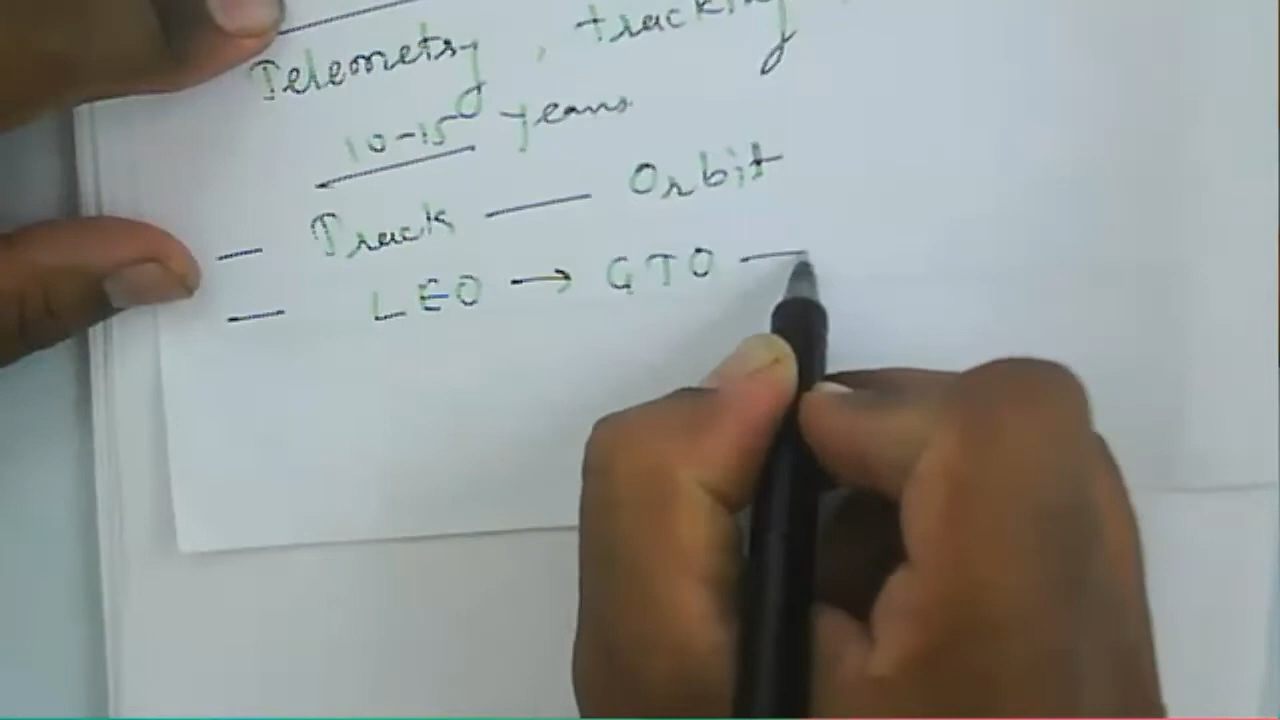 Telemetry, tracking
10-15 years
— Track — Orbit
— LEO → GTO —